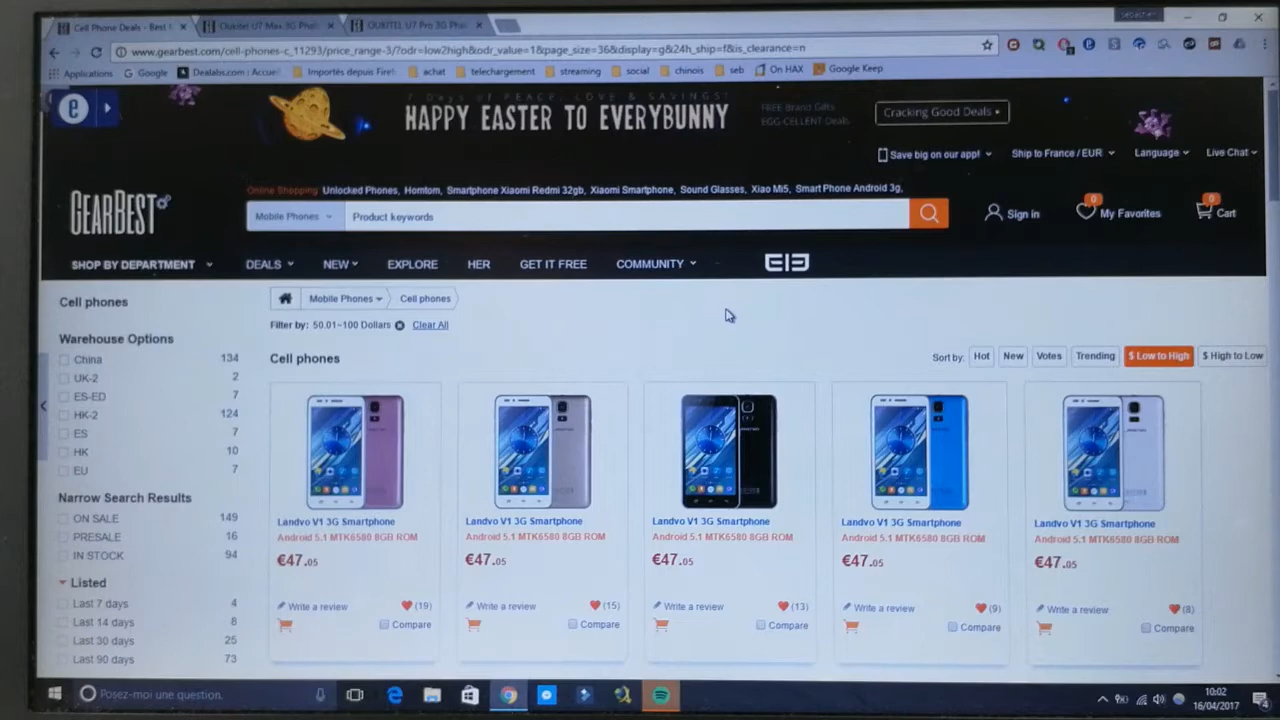 Cell Phone Deals - Best
Oukitel U7 Max 3G Phab
OUKITEL U7 Pro 3G Phab
Sébastien
www.gearbest.com/cell-phones-c_11293/price_range-3/?odr=low2high&odr_value=1&page_size=36&display=g&24h_ship=f&is_clearance=n
Applications
Google
Dealabs.com | Accue
Importés depuis Firef
achat
telechargement
streaming
social
chinois
seb
On HAX
Google Keep
7 Days of PEACE, LOVE & SAVINGS!
HAPPY EASTER TO EVERYBUNNY
FREE Brand Gifts
EGG-CELLENT Deals
Cracking Good Deals
Save big on our app!
Ship to France / EUR
Language
Live Chat
GEARBEST
Online Shopping Unlocked Phones, Homtom, Smartphone Xiaomi Redmi 32gb, Xiaomi Smartphone, Sound Glasses, Xiao Mi5, Smart Phone Android 3g,
Mobile Phones
Product keywords
Sign in
0
My Favorites
0
Cart
SHOP BY DEPARTMENT
DEALS
NEW
EXPLORE
HER
GET IT FREE
COMMUNITY
Cell phones
Mobile Phones
Cell phones
Filter by: 50.01~100 Dollars
Clear All
Warehouse Options
China 134
UK-2 2
ES-ED 7
HK-2 124
ES 7
HK 10
EU 7
Narrow Search Results
ON SALE 149
PRESALE 16
IN STOCK 94
Listed
Last 7 days 4
Last 14 days 8
Last 30 days 25
Last 90 days 73
Cell phones
Sort by: Hot New Votes Trending $ Low to High $ High to Low
Landvo V1 3G Smartphone
Android 5.1 MTK6580 8GB ROM
€47.05
Write a review (19)
Compare
Landvo V1 3G Smartphone
Android 5.1 MTK6580 8GB ROM
€47.05
Write a review (15)
Compare
Landvo V1 3G Smartphone
Android 5.1 MTK6580 8GB ROM
€47.05
Write a review (13)
Compare
Landvo V1 3G Smartphone
Android 5.1 MTK6580 8GB ROM
€47.05
Write a review (9)
Compare
Landvo V1 3G Smartphone
Android 5.1 MTK6580 8GB ROM
€47.05
Write a review (8)
Compare
Posez-moi une question.
10:02
16/04/2017